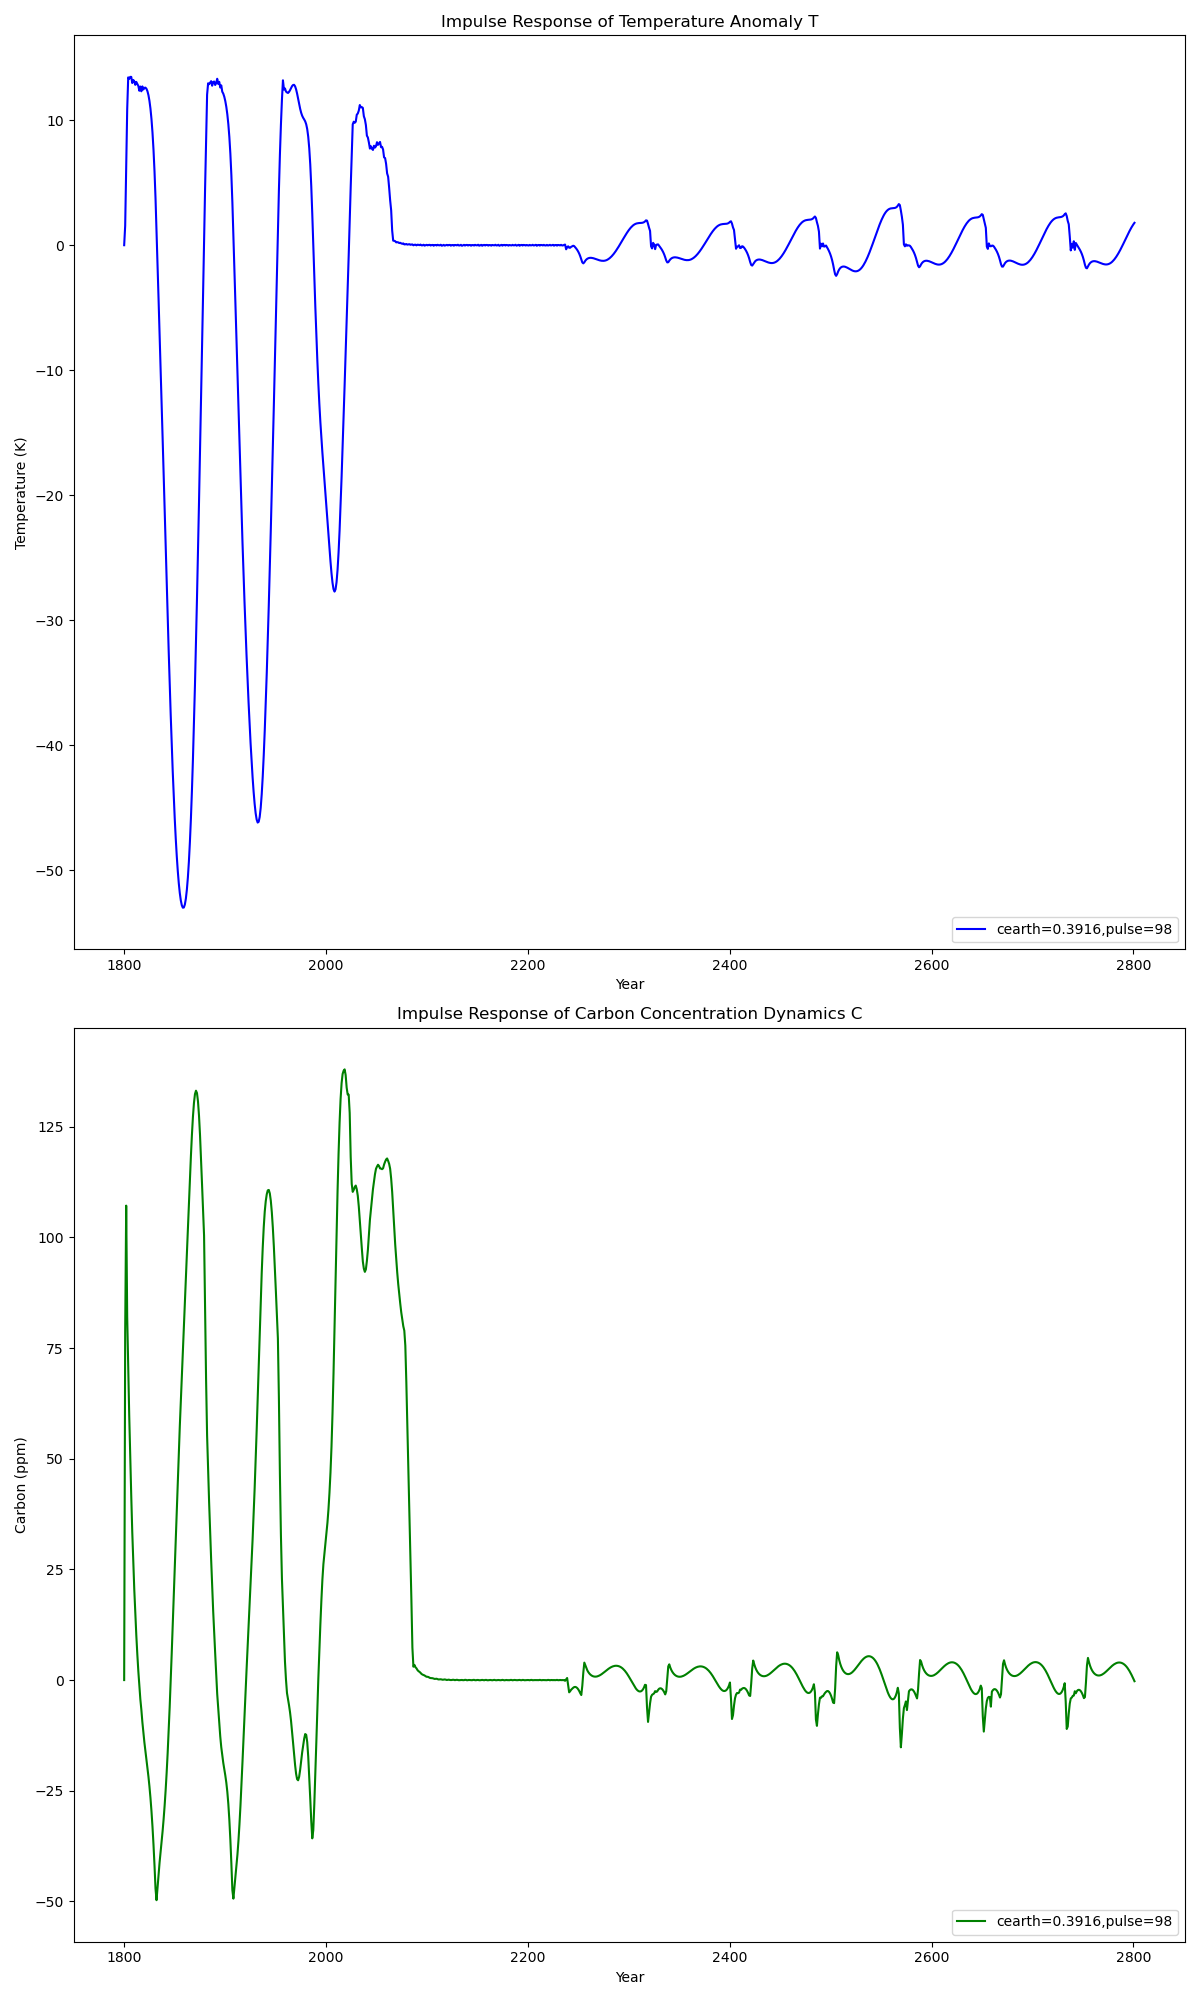 Impulse Response of Temperature Anomaly T
Temperature (K)
10
0
−10
−20
−30
−40
−50
cearth=0.3916,pulse=98
1800 2000 2200 2400 2600 2800
Year
Impulse Response of Carbon Concentration Dynamics C
Carbon (ppm)
125
100
75
50
25
0
−25
−50
cearth=0.3916,pulse=98
1800 2000 2200 2400 2600 2800
Year